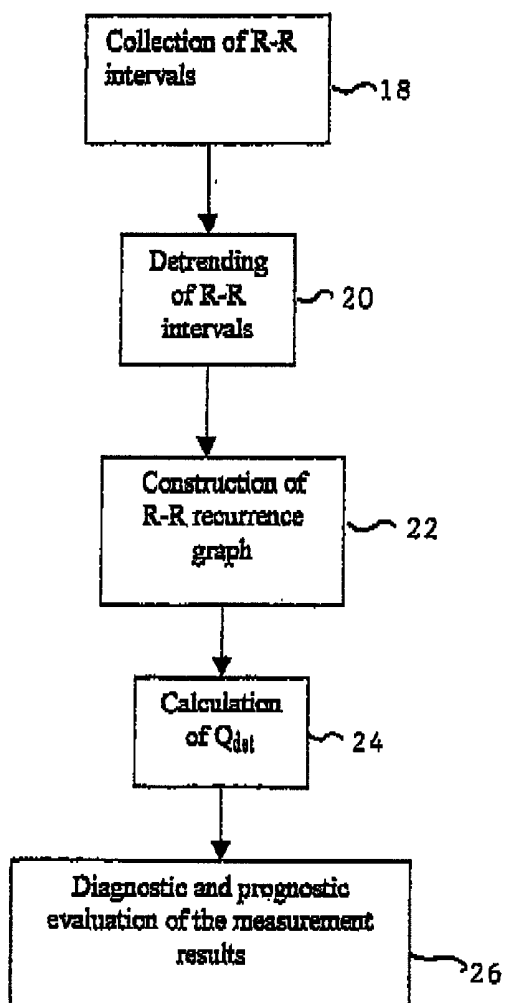 Collection of R-R
intervals
18
Detrending
of R-R
intervals
20
Construction of
R-R recurrence
graph
22
Calculation
of Qdet
24
Diagnostic and prognostic
evaluation of the measurement
results
26